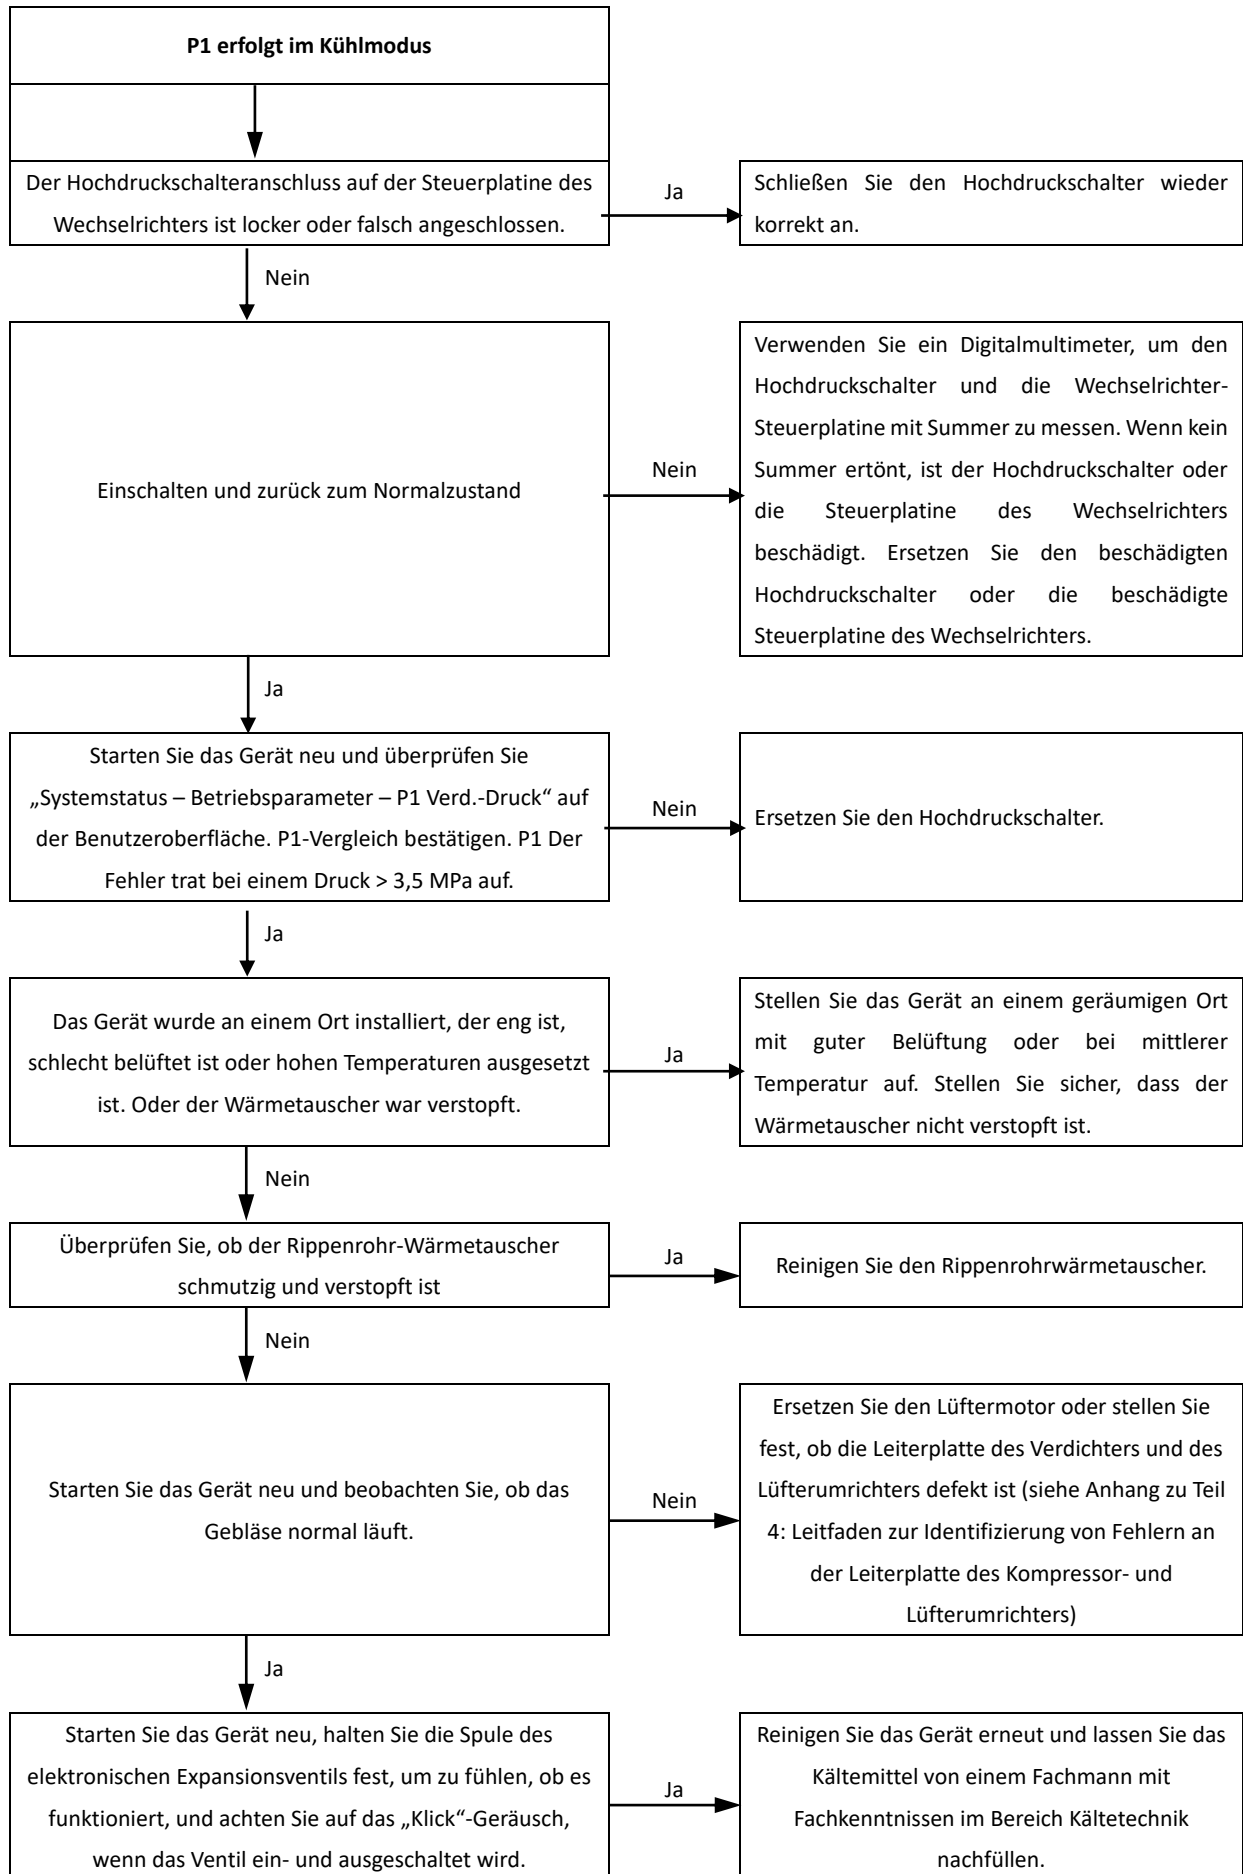 P1 erfolgt im Kühlmodus
Der Hochdruckschalteranschluss auf der Steuerplatine des
Wechselrichters ist locker oder falsch angeschlossen.
Ja
Schließen Sie den Hochdruckschalter wieder
korrekt an.
Nein
Einschalten und zurück zum Normalzustand
Nein
Verwenden Sie ein Digitalmultimeter, um den
Hochdruckschalter und die Wechselrichter-
Steuerplatine mit Summer zu messen. Wenn kein
Summer ertönt, ist der Hochdruckschalter oder
die Steuerplatine des Wechselrichters
beschädigt. Ersetzen Sie den beschädigten
Hochdruckschalter oder die beschädigte
Steuerplatine des Wechselrichters.
Ja
Starten Sie das Gerät neu und überprüfen Sie
„Systemstatus – Betriebsparameter – P1 Verd.-Druck“ auf
der Benutzeroberfläche. P1-Vergleich bestätigen. P1 Der
Fehler trat bei einem Druck > 3,5 MPa auf.
Nein
Ersetzen Sie den Hochdruckschalter.
Ja
Das Gerät wurde an einem Ort installiert, der eng ist,
schlecht belüftet ist oder hohen Temperaturen ausgesetzt
ist. Oder der Wärmetauscher war verstopft.
Ja
Stellen Sie das Gerät an einem geräumigen Ort
mit guter Belüftung oder bei mittlerer
Temperatur auf. Stellen Sie sicher, dass der
Wärmetauscher nicht verstopft ist.
Nein
Überprüfen Sie, ob der Rippenrohr-Wärmetauscher
schmutzig und verstopft ist
Ja
Reinigen Sie den Rippenrohrwärmetauscher.
Nein
Starten Sie das Gerät neu und beobachten Sie, ob das
Gebläse normal läuft.
Nein
Ersetzen Sie den Lüftermotor oder stellen Sie
fest, ob die Leiterplatte des Verdichters und des
Lüfterumrichters defekt ist (siehe Anhang zu Teil
4: Leitfaden zur Identifizierung von Fehlern an
der Leiterplatte des Kompressor- und
Lüfterumrichters)
Ja
Starten Sie das Gerät neu, halten Sie die Spule des
elektronischen Expansionsventils fest, um zu fühlen, ob es
funktioniert, und achten Sie auf das „Klick“-Geräusch,
wenn das Ventil ein- und ausgeschaltet wird.
Ja
Reinigen Sie das Gerät erneut und lassen Sie das
Kältemittel von einem Fachmann mit
Fachkenntnissen im Bereich Kältetechnik
nachfüllen.